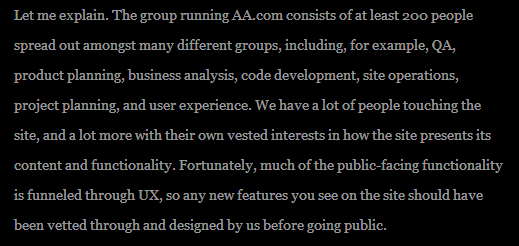 Let me explain. The group running AA.com consists of at least 200 people
spread out amongst many different groups, including, for example, QA,
product planning, business analysis, code development, site operations,
project planning, and user experience. We have a lot of people touching the
site, and a lot more with their own vested interests in how the site presents its
content and functionality. Fortunately, much of the public-facing functionality
is funneled through UX, so any new features you see on the site should have
been vetted through and designed by us before going public.